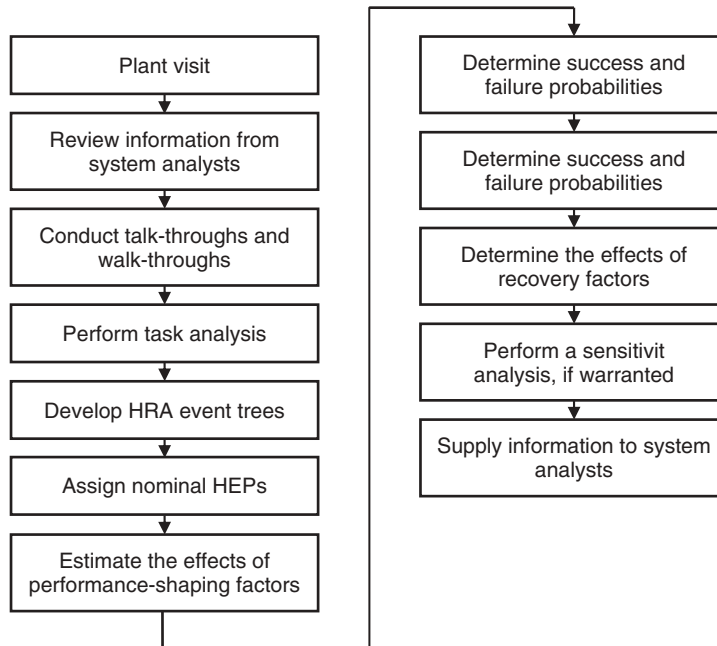 Plant visit
Review information from
system analysts
Conduct talk-throughs and
walk-throughs
Perform task analysis
Develop HRA event trees
Assign nominal HEPs
Estimate the effects of
performance-shaping factors
Determine success and
failure probabilities
Determine success and
failure probabilities
Determine the effects of
recovery factors
Perform a sensitivit
analysis, if warranted
Supply information to system
analysts